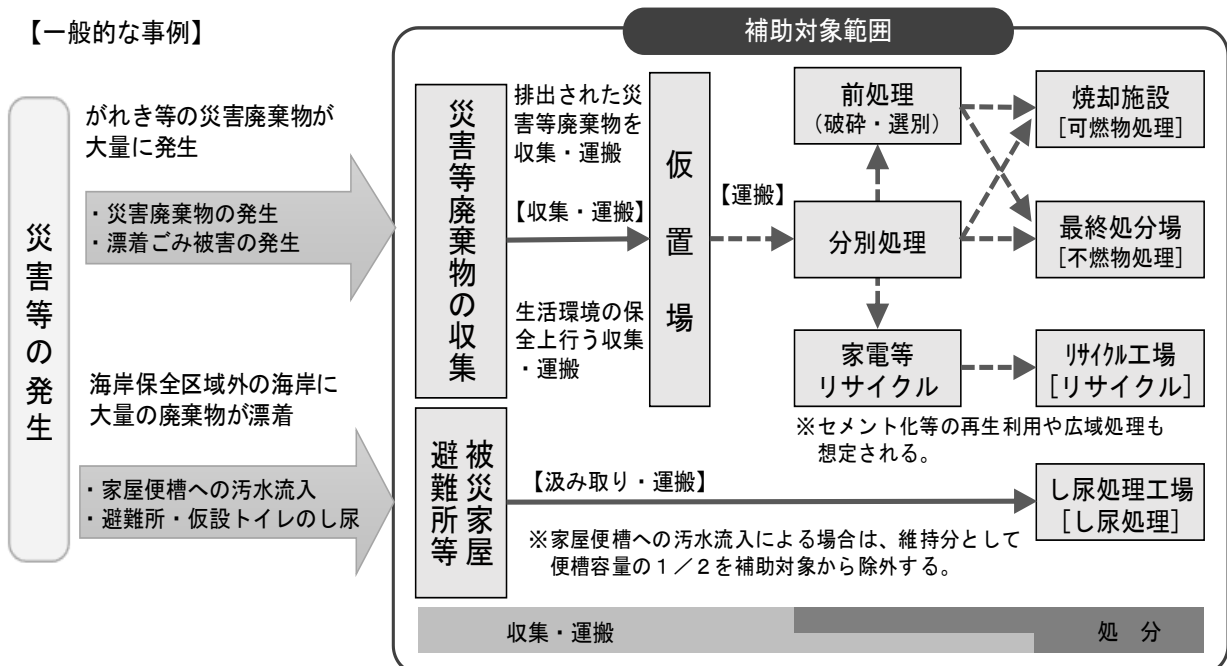 【一般的な事例】
補助対象範囲
災害等の発生
がれき等の災害廃棄物が
大量に発生
・災害廃棄物の発生
・漂着ごみ被害の発生
海岸保全区域外の海岸に
大量の廃棄物が漂着
・家屋便槽への汚水流入
・避難所・仮設トイレのし尿
災害等廃棄物の収集
排出された災
害等廃棄物を
収集・運搬
【収集・運搬】
生活環境の保
全上行う収集
・運搬
仮置場
【運搬】
前処理
（破砕・選別）
分別処理
家電等
リサイクル
焼却施設
［可燃物処理］
最終処分場
［不燃物処理］
ﾘｻｲｸﾙ工場
［リサイクル］
※セメント化等の再生利用や広域処理も
想定される。
被災家屋
避難所等
【汲み取り・運搬】
し尿処理工場
［し尿処理］
※家屋便槽への汚水流入による場合は、維持分として
便槽容量の１／２を補助対象から除外する。
収集・運搬
処　分